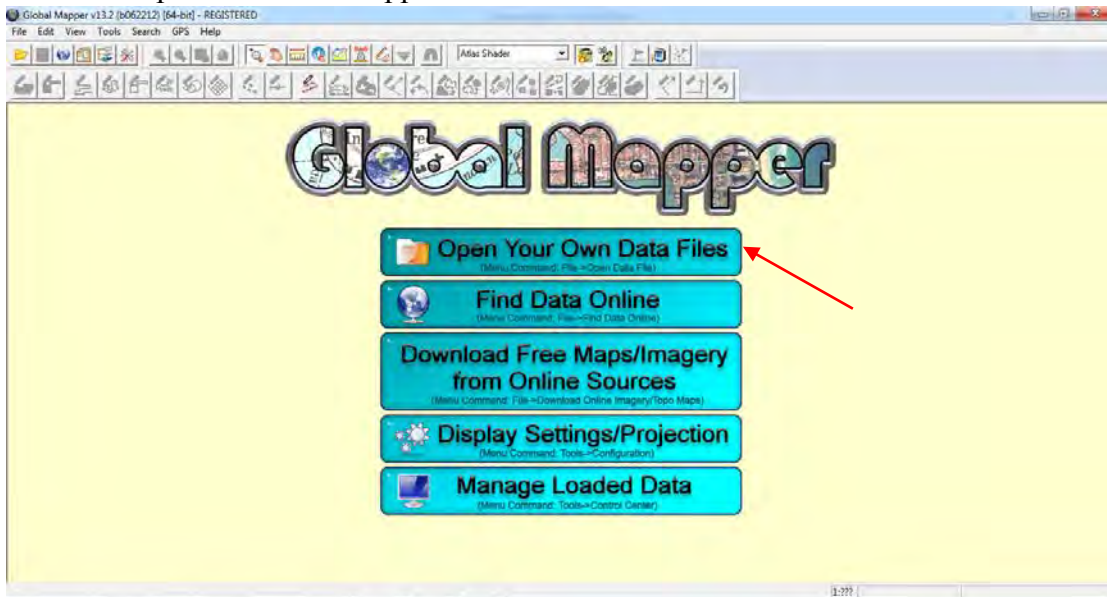 Global Mapper v13.2 (b062212) [64-bit] - REGISTERED
File Edit View Tools Search GPS Help
Atlas Shader
Global Mapper
Open Your Own Data Files
(Menu Command: File->Open Data File)
Find Data Online
(Menu Command: File->Find Data Online)
Download Free Maps/Imagery
from Online Sources
(Menu Command: File->Download Online Imagery/Topo Maps)
Display Settings/Projection
(Menu Command: Tools->Configuration)
Manage Loaded Data
(Menu Command: Tools->Control Center)
1:???